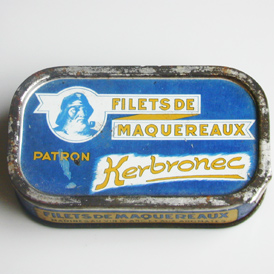 FILETS DE
MAQUEREAUX
PATRON
Kerbronec
FILETS DE MAQUEREAUX